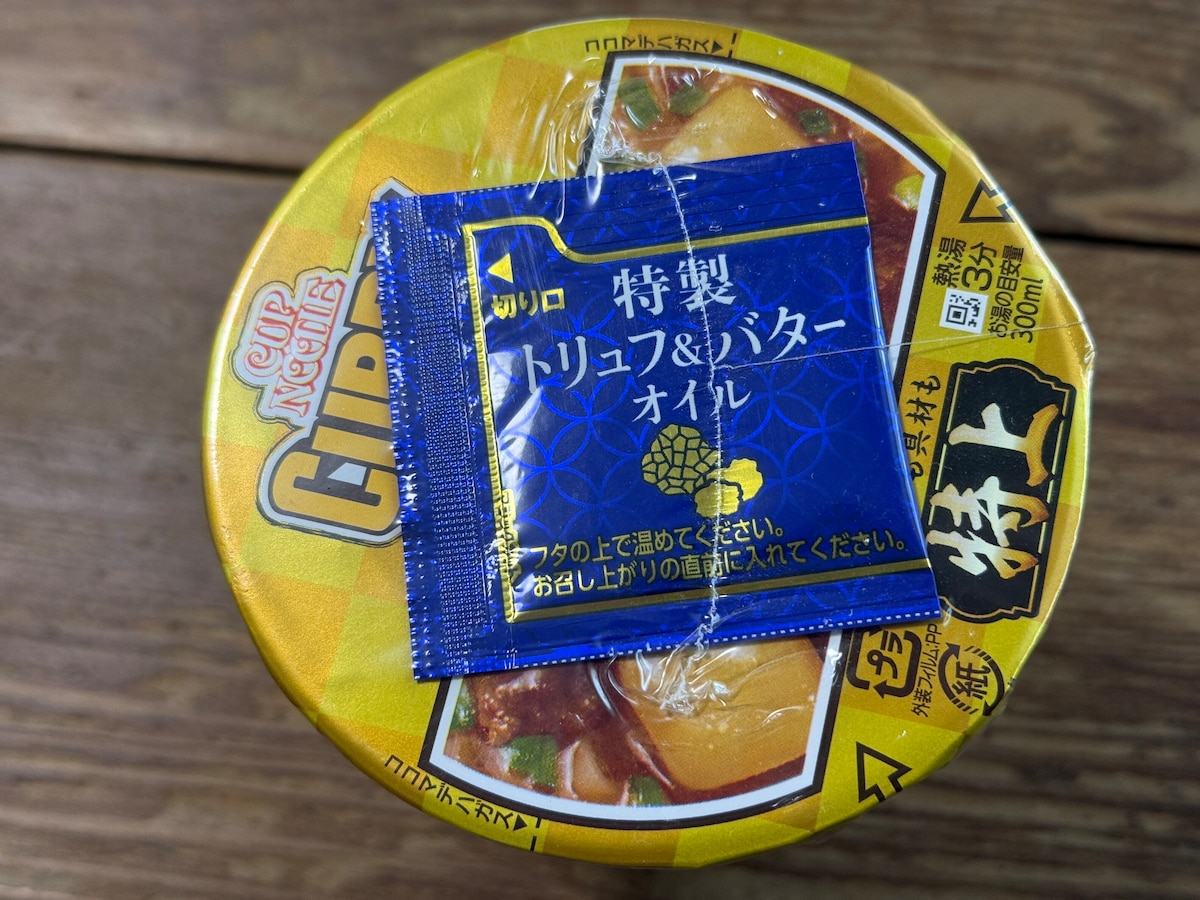 ココマデハガス▶
CUP
NOODLE
CURRY
切り口
特製
トリュフ&バター
オイル
フタの上で温めてください。
お召し上がりの直前に入れてください。
熱湯
3分
お湯の目安量
300ml
具材も
特上
プラ
外装フィルム:PP
紙
ココマデハガス▶